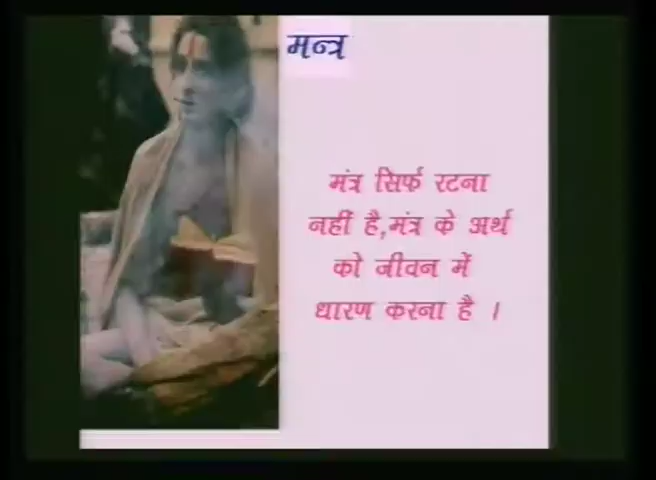 मन्त्र
मंत्र सिर्फ रटना
नहीं है,मंत्र के अर्थ
को जीवन में
धारण करना है ।